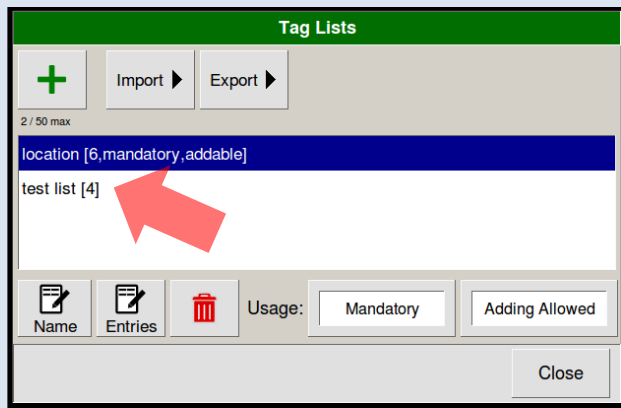 Tag Lists
Import Export
2 / 50 max
location [6,mandatory,addable]
test list [4]
Name Entries Usage: Mandatory Adding Allowed
Close